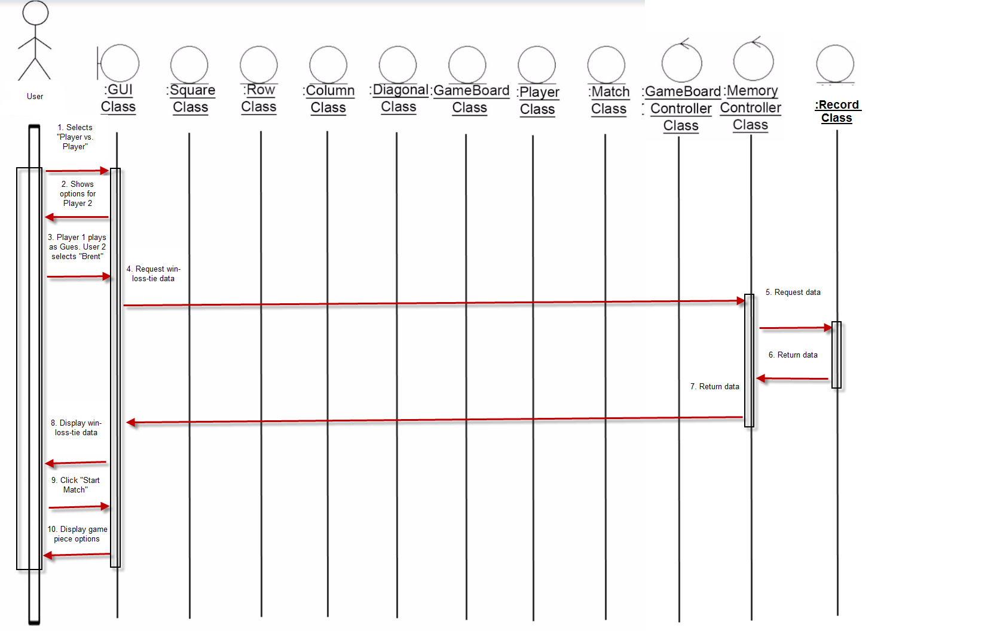 User
:GUI
Class
:Square
Class
:Row
Class
:Column
Class
:Diagonal
Class
:GameBoard
Class
:Player
Class
:Match
Class
:GameBoard
Controller
Class
:Memory
Controller
Class
:Record
Class
1. Selects
"Player vs.
Player"
2. Shows
options for
Player 2
3. Player 1 plays
as Gues. User 2
selects "Brent"
4. Request win-
loss-tie data
5. Request data
6. Return data
7. Return data
8. Display win-
loss-tie data
9. Click "Start
Match"
10. Display game
piece options